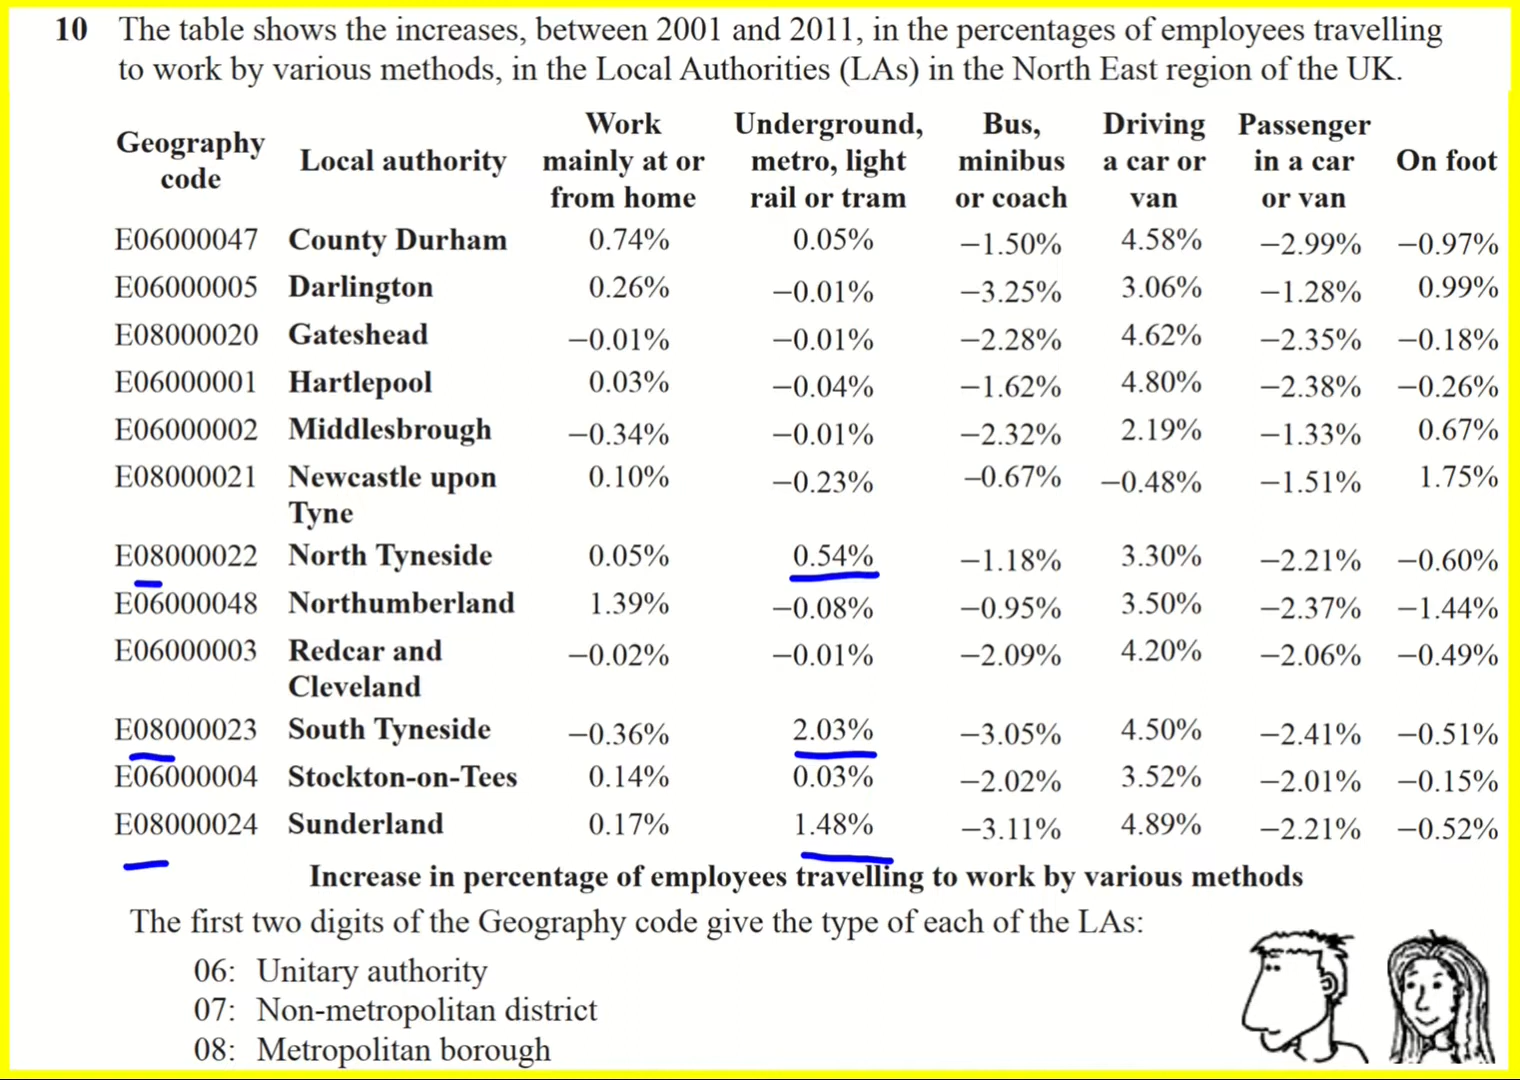 10 The table shows the increases, between 2001 and 2011, in the percentages of employees travelling
to work by various methods, in the Local Authorities (LAs) in the North East region of the UK.
Geography code Local authority Work mainly at or from home Underground, metro, light rail or tram Bus, minibus or coach Driving a car or van Passenger in a car or van On foot
E06000047 County Durham 0.74% 0.05% −1.50% 4.58% −2.99% −0.97%
E06000005 Darlington 0.26% −0.01% −3.25% 3.06% −1.28% 0.99%
E08000020 Gateshead −0.01% −0.01% −2.28% 4.62% −2.35% −0.18%
E06000001 Hartlepool 0.03% −0.04% −1.62% 4.80% −2.38% −0.26%
E06000002 Middlesbrough −0.34% −0.01% −2.32% 2.19% −1.33% 0.67%
E08000021 Newcastle upon 0.10% −0.23% −0.67% −0.48% −1.51% 1.75%
Tyne
E08000022 North Tyneside 0.05% 0.54% −1.18% 3.30% −2.21% −0.60%
E06000048 Northumberland 1.39% −0.08% −0.95% 3.50% −2.37% −1.44%
E06000003 Redcar and −0.02% −0.01% −2.09% 4.20% −2.06% −0.49%
Cleveland
E08000023 South Tyneside −0.36% 2.03% −3.05% 4.50% −2.41% −0.51%
E06000004 Stockton-on-Tees 0.14% 0.03% −2.02% 3.52% −2.01% −0.15%
E08000024 Sunderland 0.17% 1.48% −3.11% 4.89% −2.21% −0.52%
Increase in percentage of employees travelling to work by various methods
The first two digits of the Geography code give the type of each of the LAs:
06: Unitary authority
07: Non-metropolitan district
08: Metropolitan borough